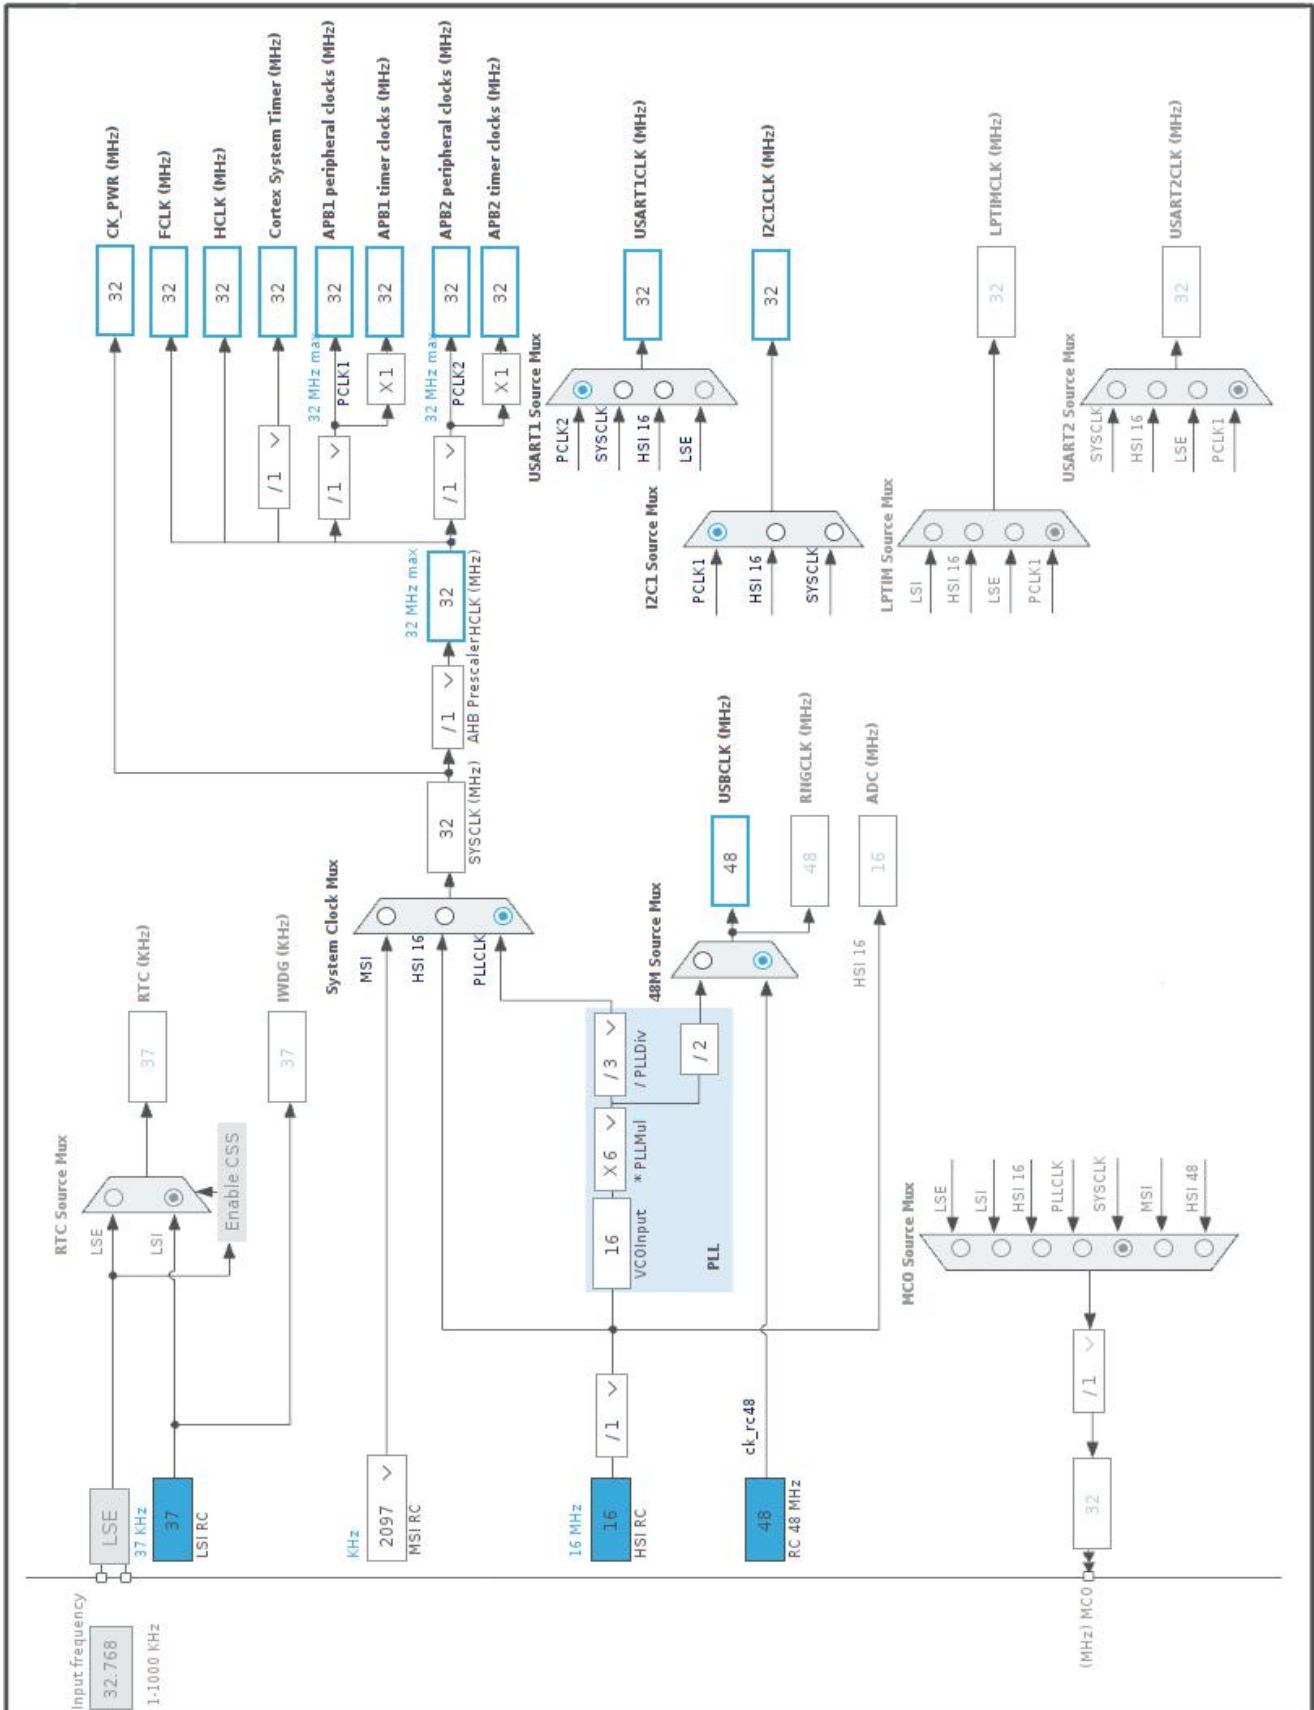 Input frequency
32.768
1-1000 KHz
LSE
37 KHz
37
LSI RC
KHz
2097
MSI RC
16 MHz
16
HSI RC
48
RC 48 MHz
ck_rc48
/ 1
RTC Source Mux
LSE
LSI
Enable CSS
37
RTC (KHz)
37
IWDG (KHz)
16
VCOInput
X 6
* PLLMul
/ 3
/ PLLDiv
/ 2
PLL
System Clock Mux
MSI
HSI 16
PLLCLK
32
SYSCLK (MHz)
/ 1
AHB Prescaler
32 MHz max
32
HCLK (MHz)
48M Source Mux
48
USBCLK (MHz)
48
RNGCLK (MHz)
HSI 16
16
ADC (MHz)
32
CK_PWR (MHz)
32
FCLK (MHz)
32
HCLK (MHz)
/ 1
32
Cortex System Timer (MHz)
/ 1
32 MHz max
PCLK1
32
APB1 peripheral clocks (MHz)
X 1
32
APB1 timer clocks (MHz)
/ 1
32 MHz max
PCLK2
32
APB2 peripheral clocks (MHz)
X 1
32
APB2 timer clocks (MHz)
USART1 Source Mux
PCLK2
SYSCLK
HSI 16
LSE
32
USART1CLK (MHz)
I2C1 Source Mux
PCLK1
HSI 16
SYSCLK
32
I2C1CLK (MHz)
LPTIM Source Mux
LSI
HSI 16
LSE
PCLK1
32
LPTIMCLK (MHz)
USART2 Source Mux
SYSCLK
HSI 16
LSE
PCLK1
32
USART2CLK (MHz)
MCO Source Mux
LSE
LSI
HSI 16
PLLCLK
SYSCLK
MSI
HSI 48
/ 1
32
(MHz) MCO